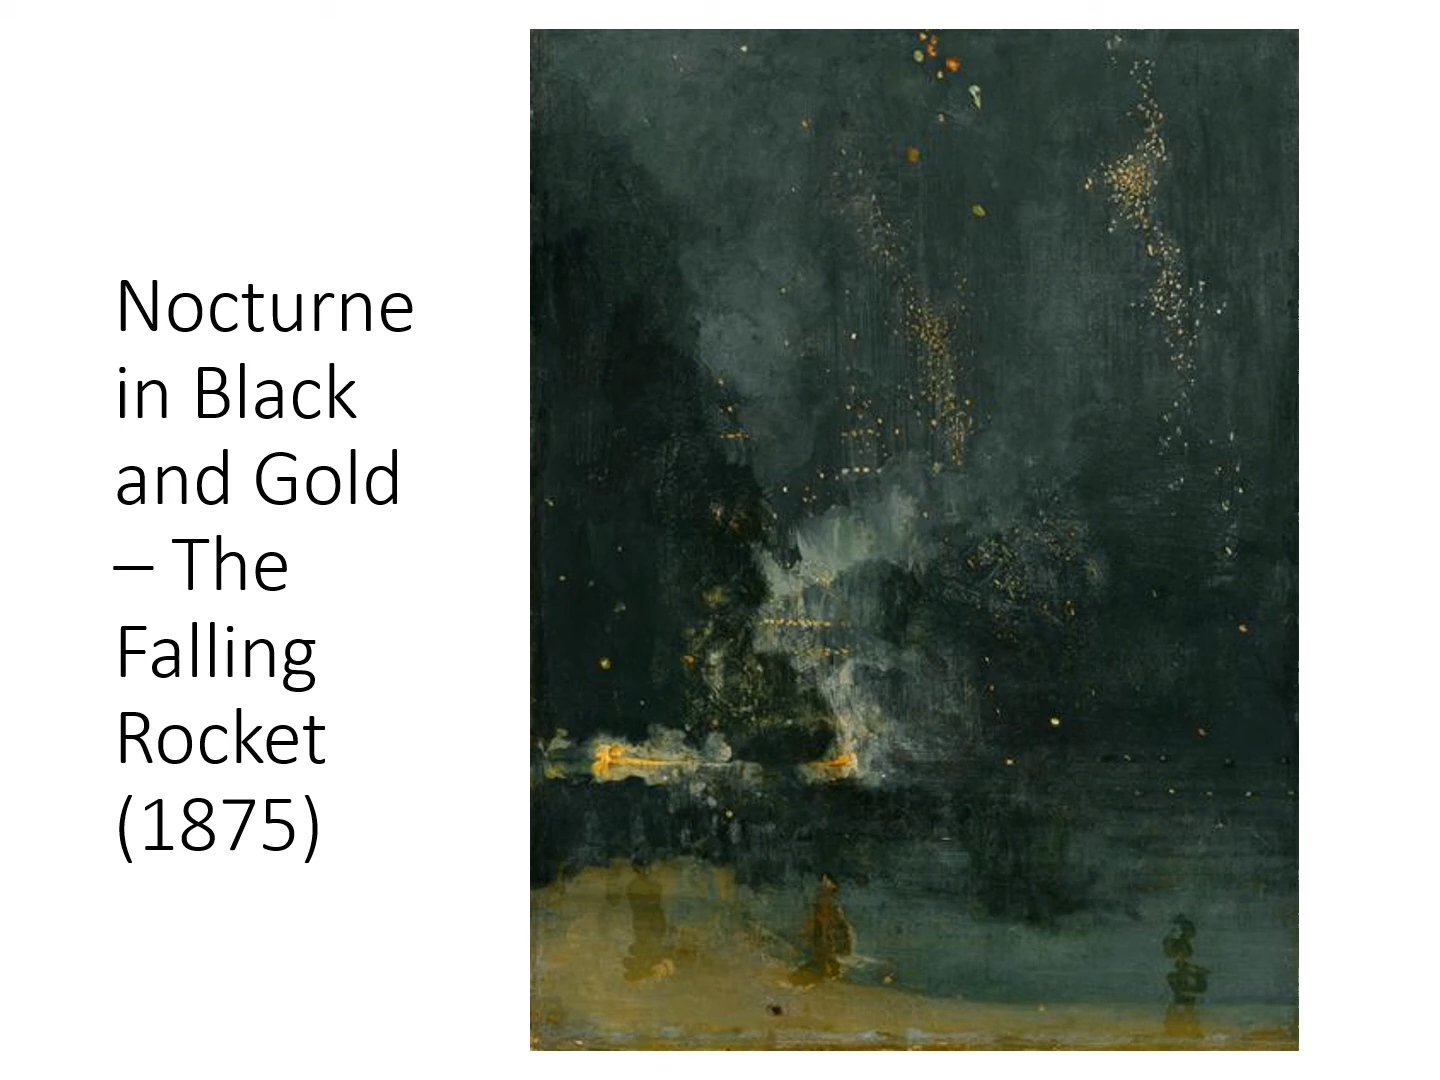 Nocturne
in Black
and Gold
– The
Falling
Rocket
(1875)